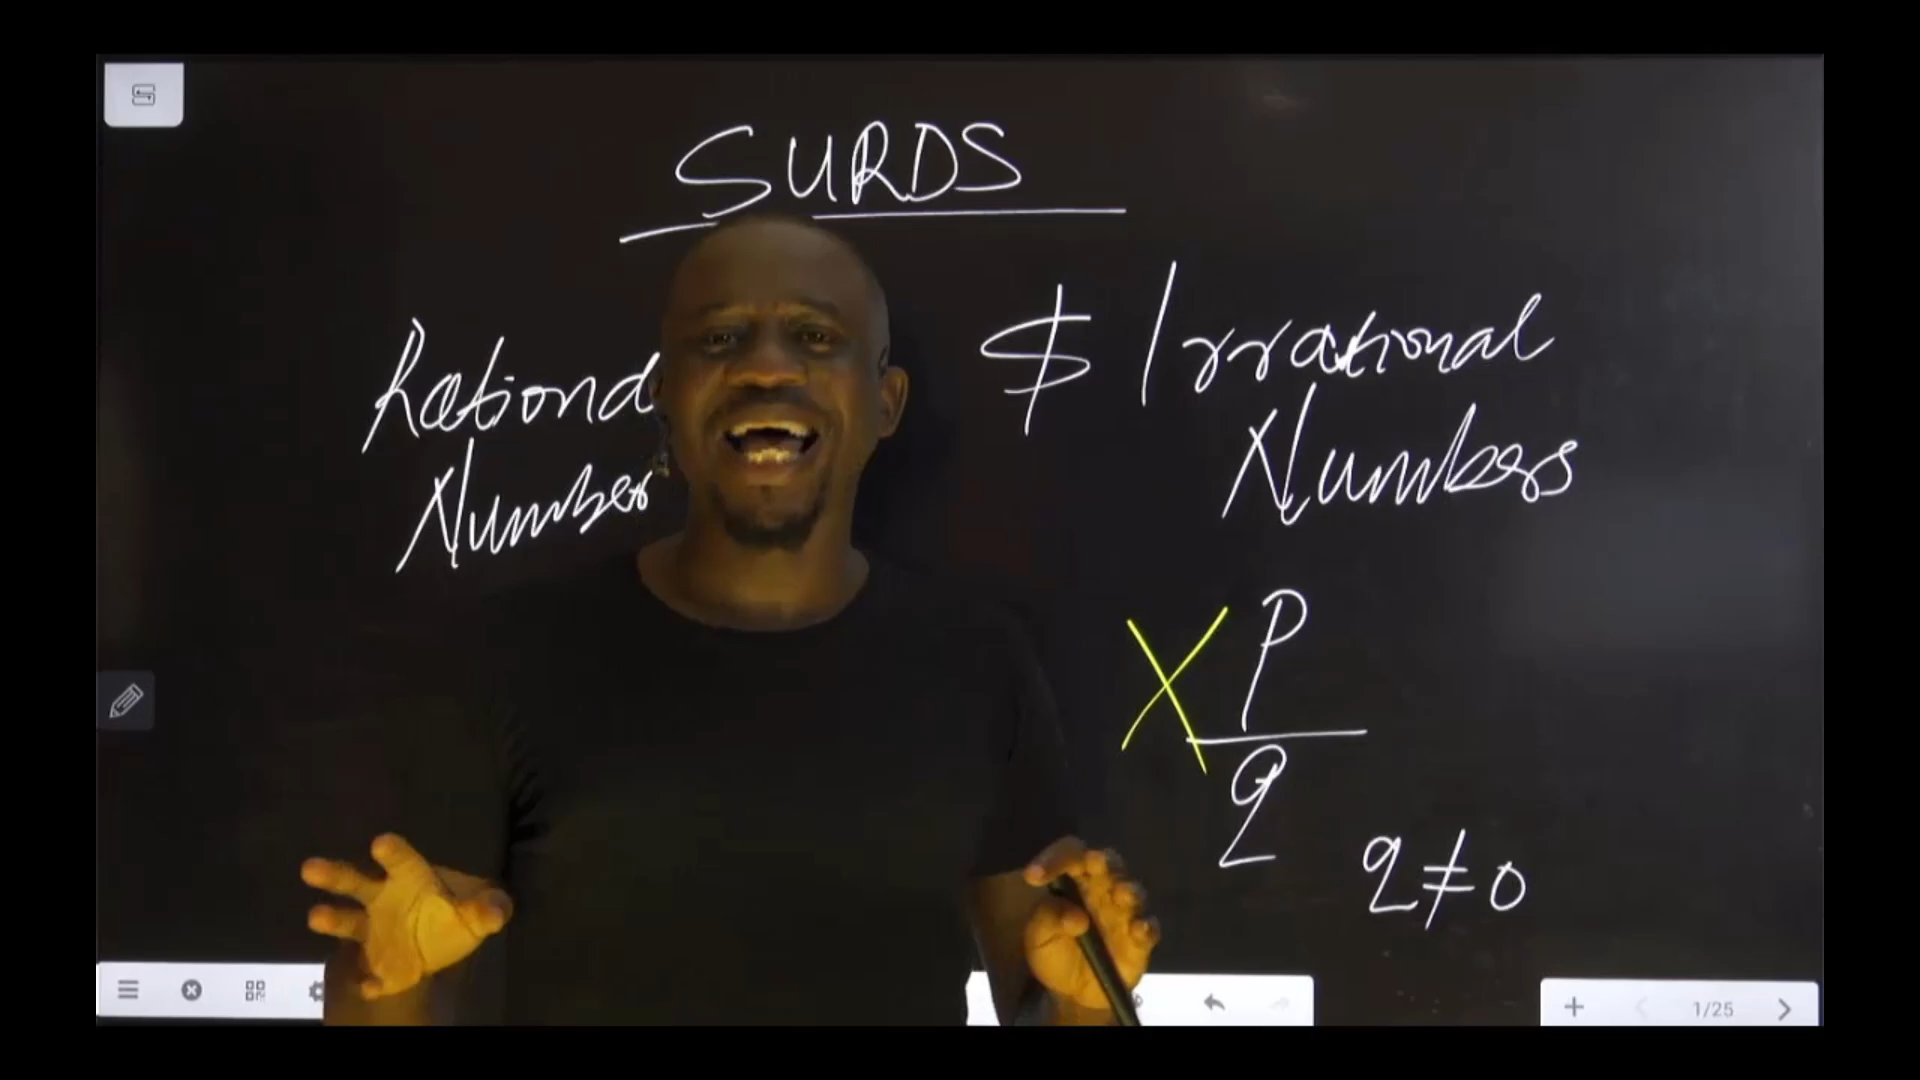 SURDS
Rational $ Irrational
Number Numbers
X P
q
q ≠ 0
1/25